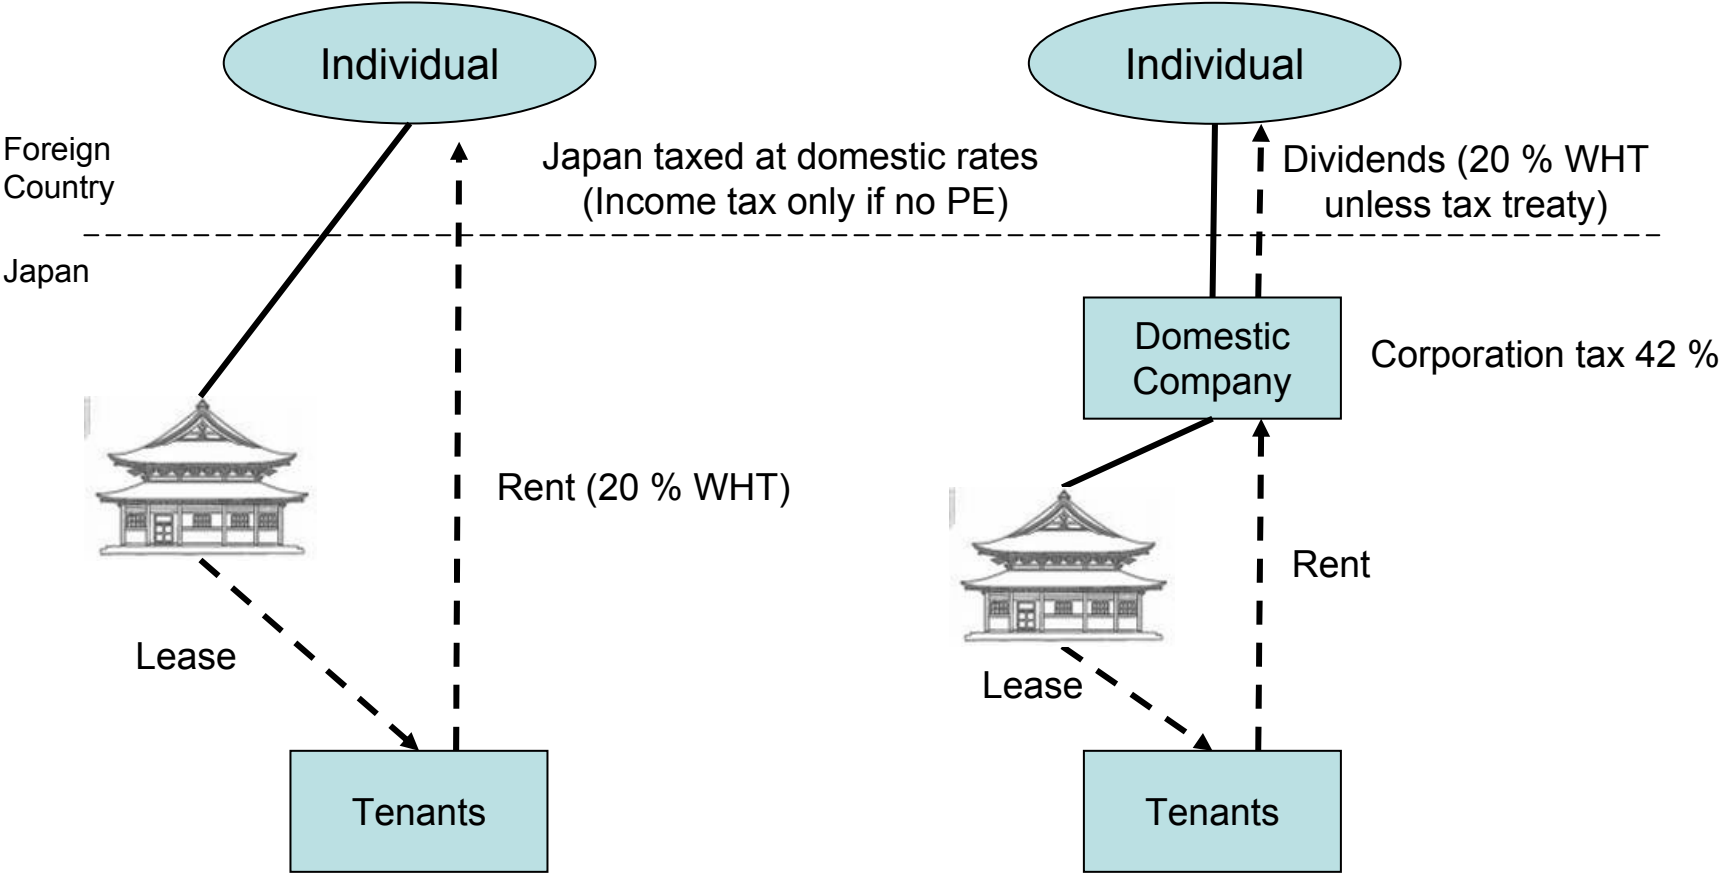 Individual
Individual
Foreign
Country
Japan taxed at domestic rates
(Income tax only if no PE)
Dividends (20 % WHT
unless tax treaty)
Japan
Domestic
Company
Corporation tax 42 %
Rent (20 % WHT)
Rent
Lease
Lease
Tenants
Tenants